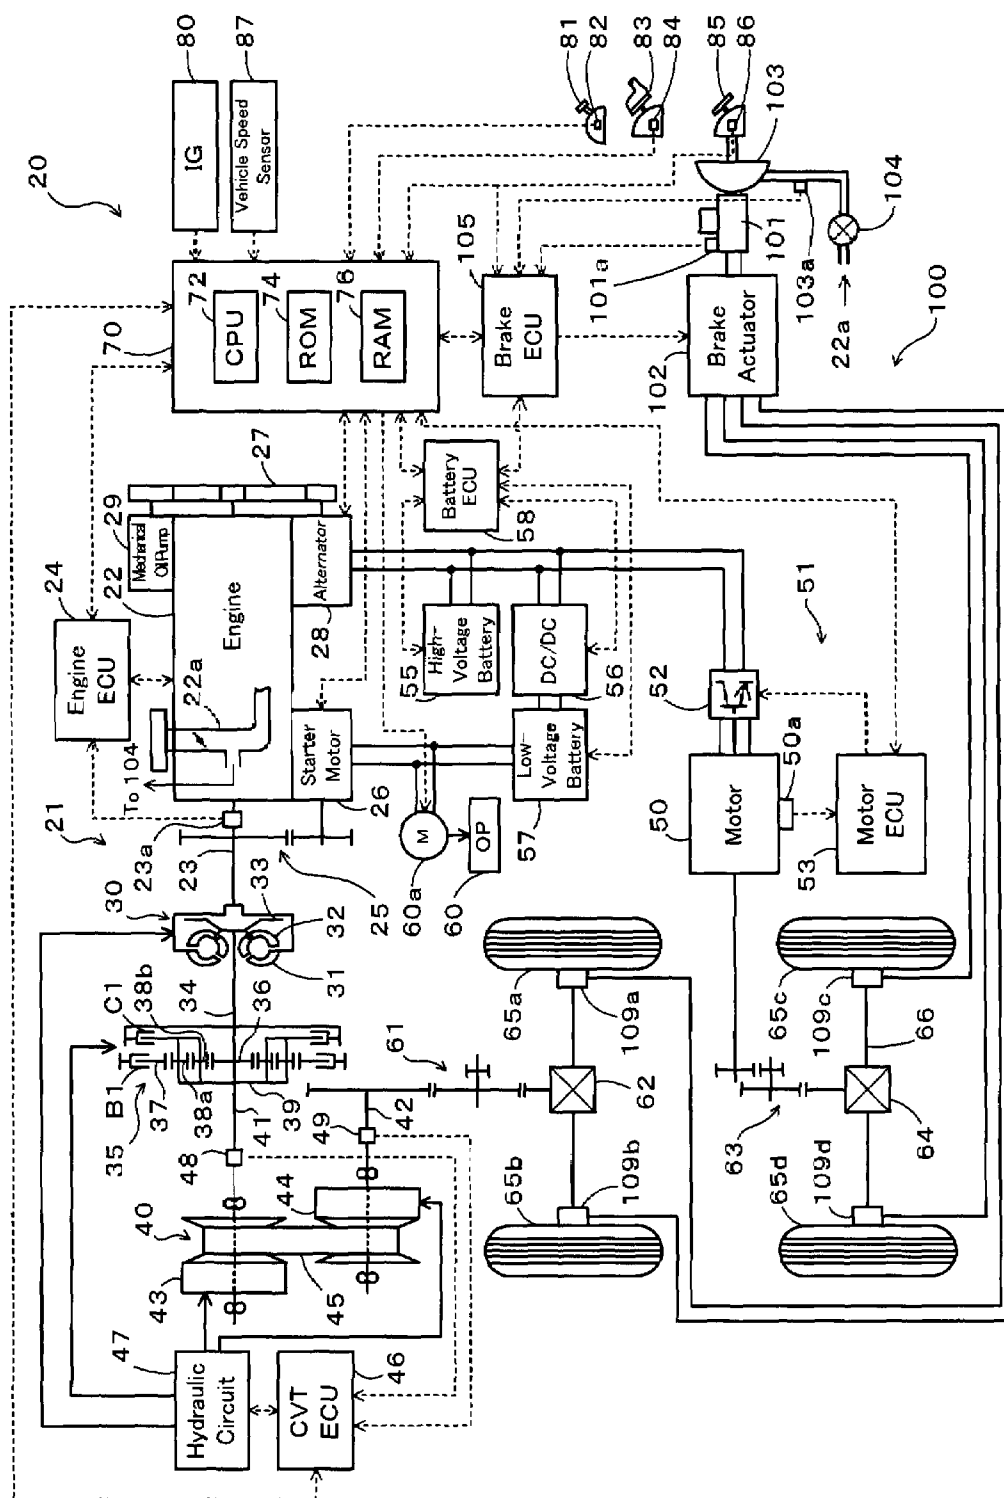 20
80
87
IG
Vehicle Speed
Sensor
70
72
CPU
74
ROM
76
RAM
105
Brake
ECU
81
82
83
84
85
86
103
104
101
101a
103a
22a
100
102
Brake
Actuator
24
Engine
ECU
22
29
Mechanical
Oil Pump
27
Engine
22a
To 104
Alternator
28
Starter
Motor
26
Battery
ECU
58
High-
Voltage
Battery
55
DC/DC
56
Low-
Voltage
Battery
57
51
52
50
50a
Motor
Motor
ECU
53
21
23a
23
25
M
60a
OP
60
30
33
32
31
34
36
C1
38b
B1
37
38a
35
39
41
48
42
49
61
40
44
43
45
47
Hydraulic
Circuit
46
CVT
ECU
62
65a
109a
65b
109b
63
64
66
65c
109c
65d
109d